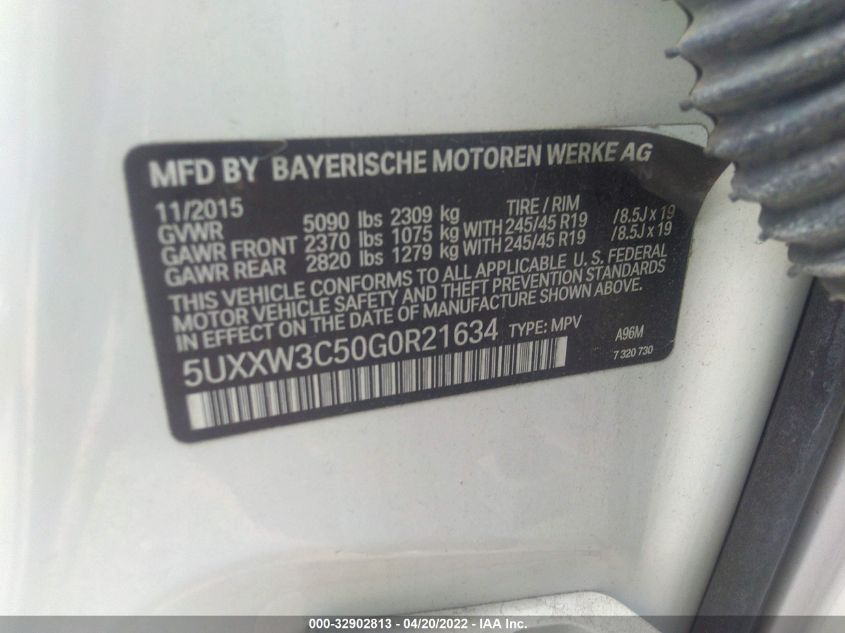 MFD BY BAYERISCHE MOTOREN WERKE AG
11/2015
GVWR 5090 lbs 2309 kg TIRE / RIM
GAWR FRONT 2370 lbs 1075 kg WITH 245/45 R19 /8.5J x 19
GAWR REAR 2820 lbs 1279 kg WITH 245/45 R19 /8.5J x 19
THIS VEHICLE CONFORMS TO ALL APPLICABLE U. S. FEDERAL
MOTOR VEHICLE SAFETY AND THEFT PREVENTION STANDARDS
IN EFFECT ON THE DATE OF MANUFACTURE SHOWN ABOVE.
5UXXW3C50G0R21634 TYPE: MPV A96M
7 320 730
000-32902813 - 04/20/2022 - IAA Inc.